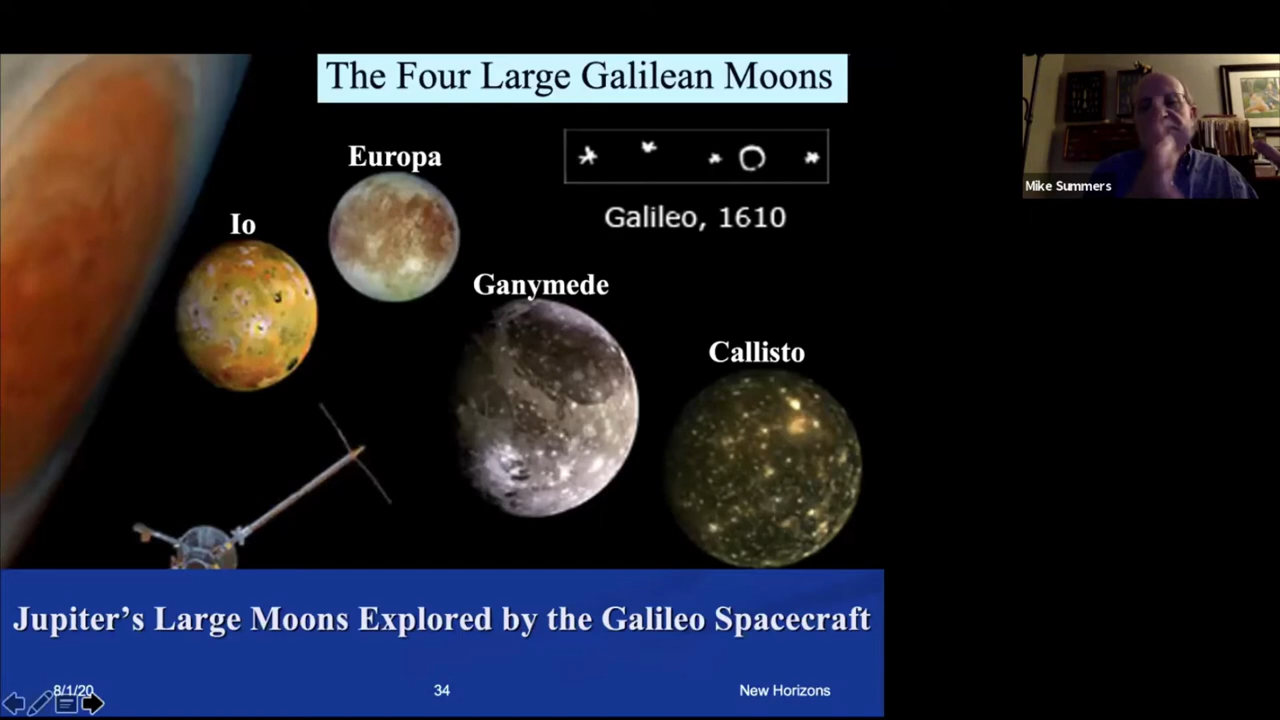 The Four Large Galilean Moons
Europa
Galileo, 1610
Io
Ganymede
Callisto
Mike Summers
Jupiter’s Large Moons Explored by the Galileo Spacecraft
8/1/20
34
New Horizons